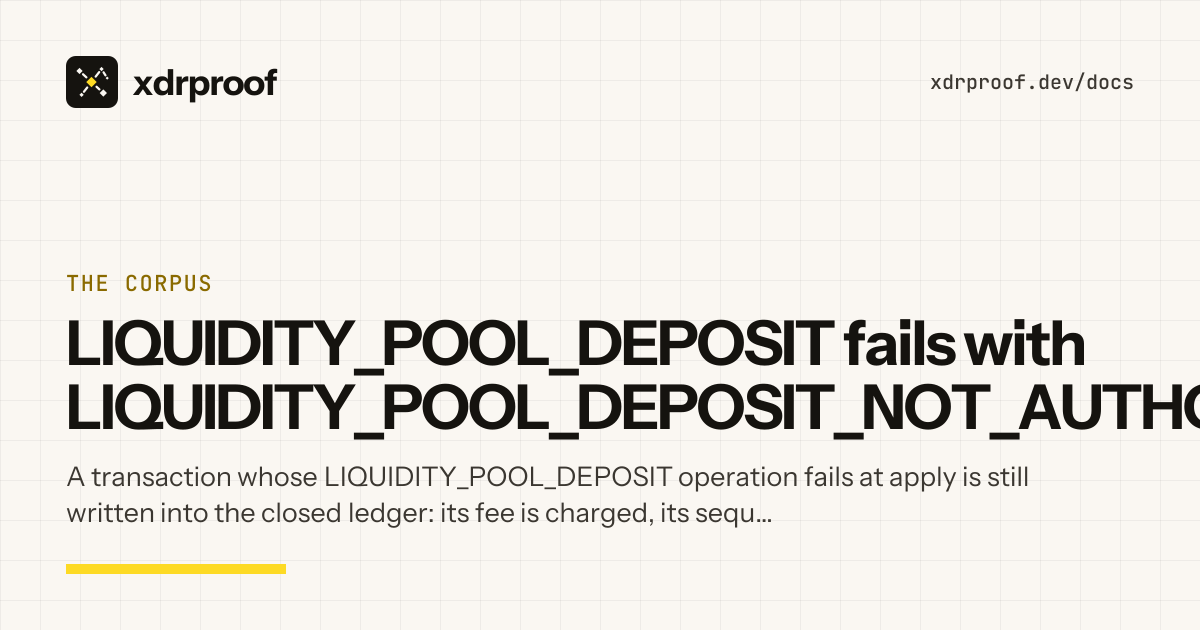 xdrproof
xdrproof.dev/docs
THE CORPUS
LIQUIDITY_POOL_DEPOSIT fails with
LIQUIDITY_POOL_DEPOSIT_NOT_AUTHO
A transaction whose LIQUIDITY_POOL_DEPOSIT operation fails at apply is still
written into the closed ledger: its fee is charged, its sequ...